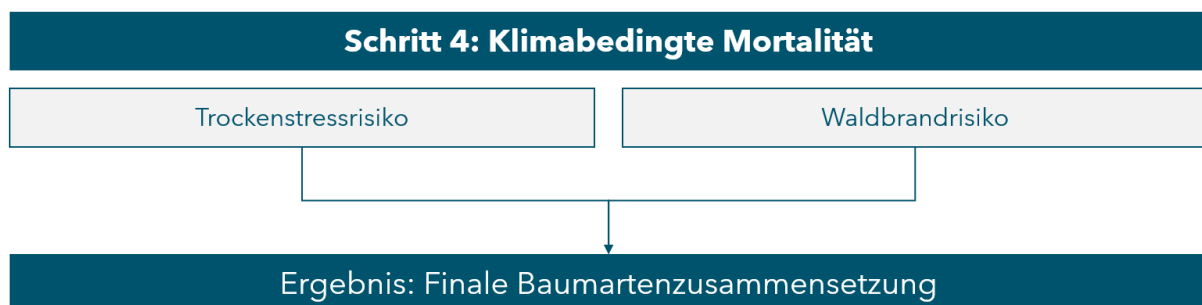 Schritt 4: Klimabedingte Mortalität
Trockenstressrisiko
Waldbrandrisiko
Ergebnis: Finale Baumartenzusammensetzung